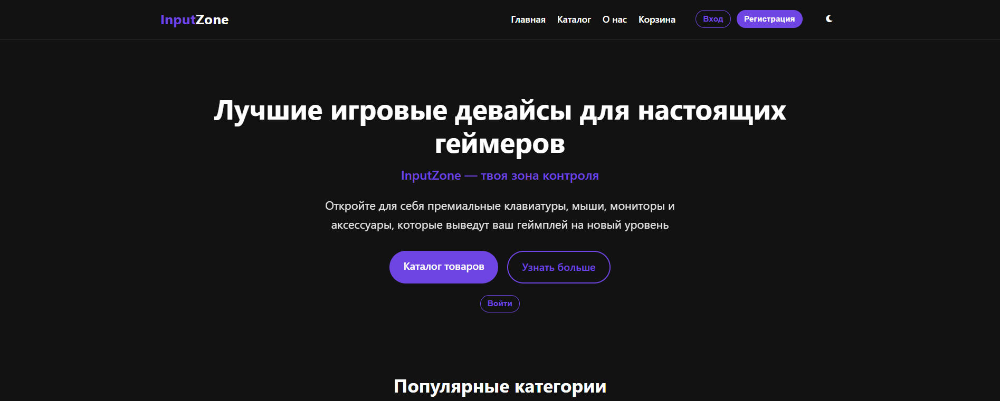 InputZone
Главная Каталог О нас Корзина Вход Регистрация
Лучшие игровые девайсы для настоящих
геймеров
InputZone — твоя зона контроля
Откройте для себя премиальные клавиатуры, мыши, мониторы и
аксессуары, которые выведут ваш геймплей на новый уровень
Каталог товаров Узнать больше
Войти
Популярные категории